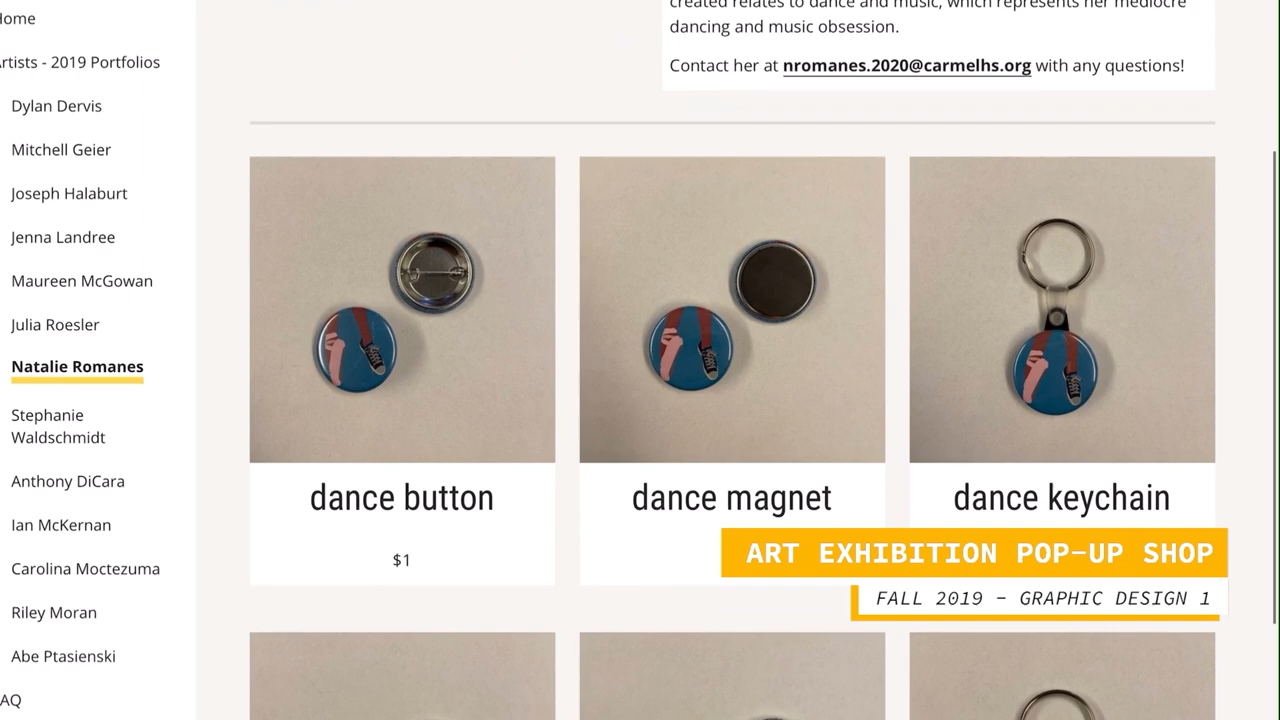 Home
Artists - 2019 Portfolios
Dylan Dervis
Mitchell Geier
Joseph Halaburt
Jenna Landree
Maureen McGowan
Julia Roesler
Natalie Romanes
Stephanie
Waldschmidt
Anthony DiCara
Ian McKernan
Carolina Moctezuma
Riley Moran
Abe Ptasienski
AQ
created relates to dance and music, which represents her mediocre
dancing and music obsession.
Contact her at nromanes.2020@carmelhs.org with any questions!
dance button
$1
dance magnet
dance keychain
ART EXHIBITION POP-UP SHOP
FALL 2019 - GRAPHIC DESIGN 1